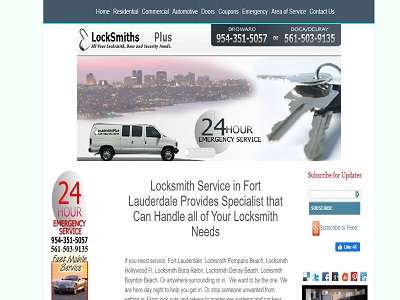 Home Residential Commercial Automotive Doors Coupons Emergency Area of Service Contact Us
LockSmiths Plus
All Your Locksmith, Door and Security Needs.
BROWARD
954-351-5057
or
BOCA/DELRAY
561-503-9135
24 HOUR
EMERGENCY SERVICE
24
HOUR
EMERGENCY
SERVICE
954-351-5057
561-503-9135
Fast Mobile
Service
Locksmith Service in Fort
Lauderdale Provides Specialist that
Can Handle all of Your Locksmith
Needs
If you need service, Fort Lauderdale, Locksmith Pompano Beach, Locksmith
Hollywood Fl, Locksmith Boca Raton, Locksmith Delray Beach, Locksmith
Boynton Beach. Or anywhere surrounding or in . We want to be the one. We
are here day night to help you get in. Or stop someone unwanted from
getting in. From lock outs and rekeys to master key systems and car keys
Subscribe for Updates
SUBSCRIBE
Subscribe to Feed
Like 45